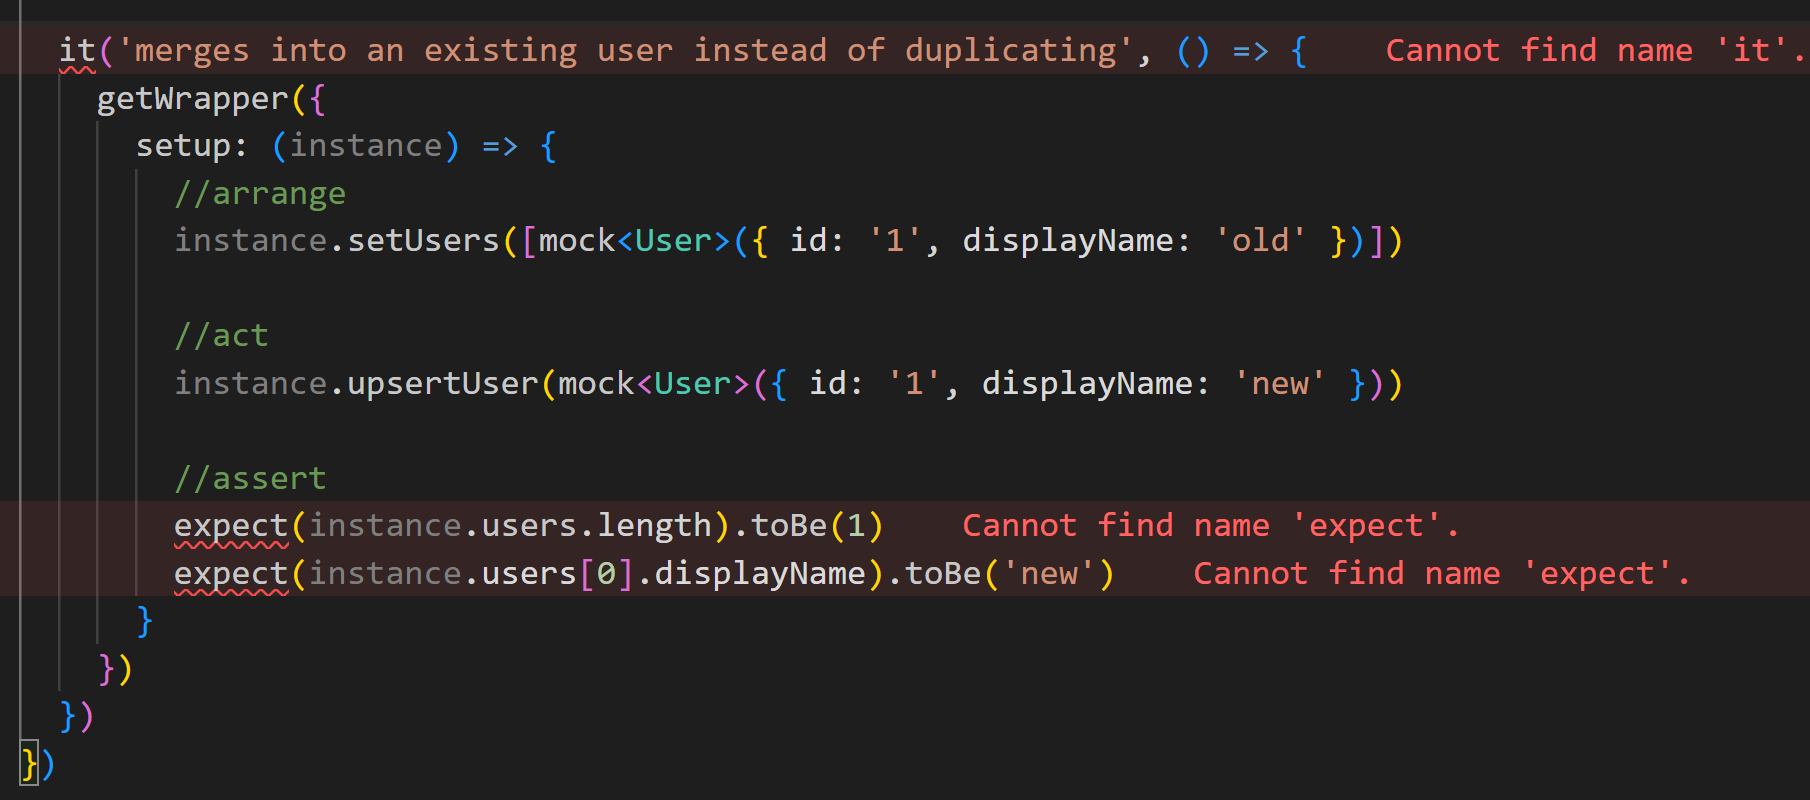 it('merges into an existing user instead of duplicating', () => {    Cannot find name 'it'.
  getWrapper({
    setup: (instance) => {
      //arrange
      instance.setUsers([mock<User>({ id: '1', displayName: 'old' })])

      //act
      instance.upsertUser(mock<User>({ id: '1', displayName: 'new' }))

      //assert
      expect(instance.users.length).toBe(1)    Cannot find name 'expect'.
      expect(instance.users[0].displayName).toBe('new')    Cannot find name 'expect'.
    }
  })
})
})